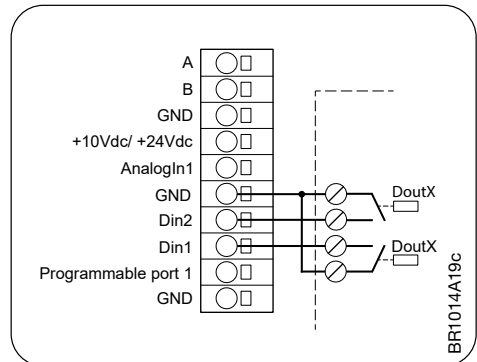 A
B
GND
+10Vdc/ +24Vdc
AnalogIn1
GND
DoutX
Din2
Din1
DoutX
Programmable port 1
GND
BR1014A19c